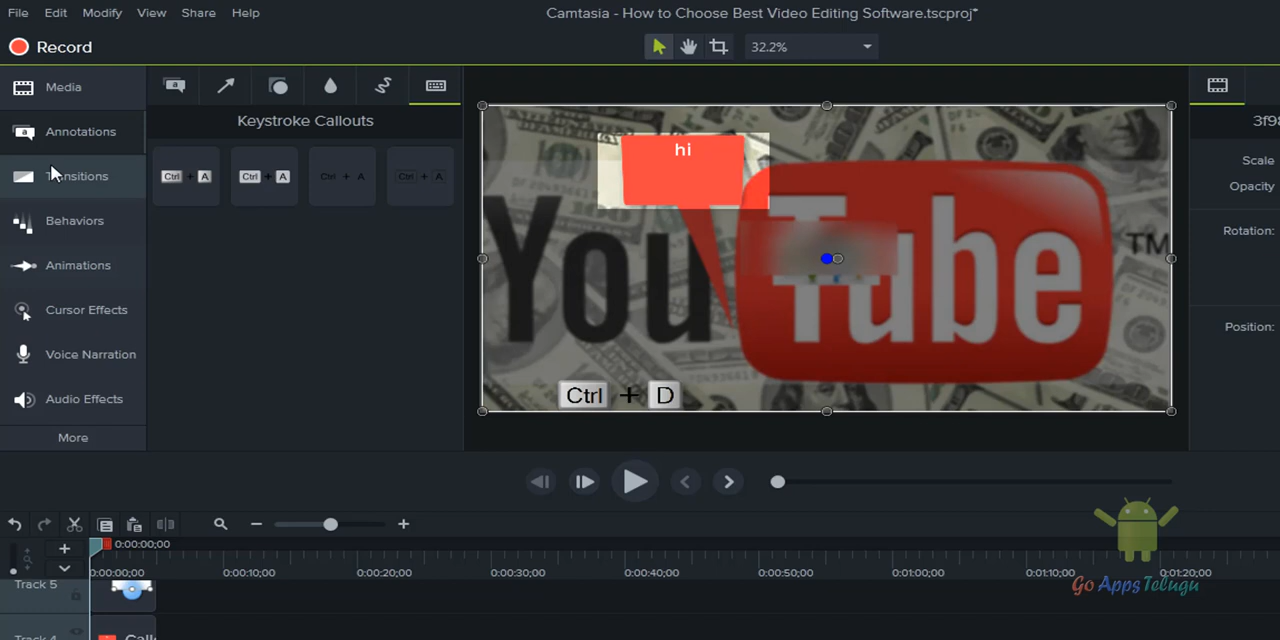 File Edit Modify View Share Help
Camtasia - How to Choose Best Video Editing Software.tscproj*
Record
32.2%
Media
Annotations
Transitions
Behaviors
Animations
Cursor Effects
Voice Narration
Audio Effects
More
Keystroke Callouts
Ctrl + A
Ctrl + A
Ctrl + A
Ctrl + A
hi
YouTube TM
Ctrl + D
Scale
Opacity
Rotation:
Position:
0:00:00;00
0:00:00;00 0:00:10;00 0:00:20;00 0:00:30;00 0:00:40;00 0:00:50;00 0:01:00;00 0:01:10;00 0:01:20;00
Track 5
Track 4
Go Apps Telugu